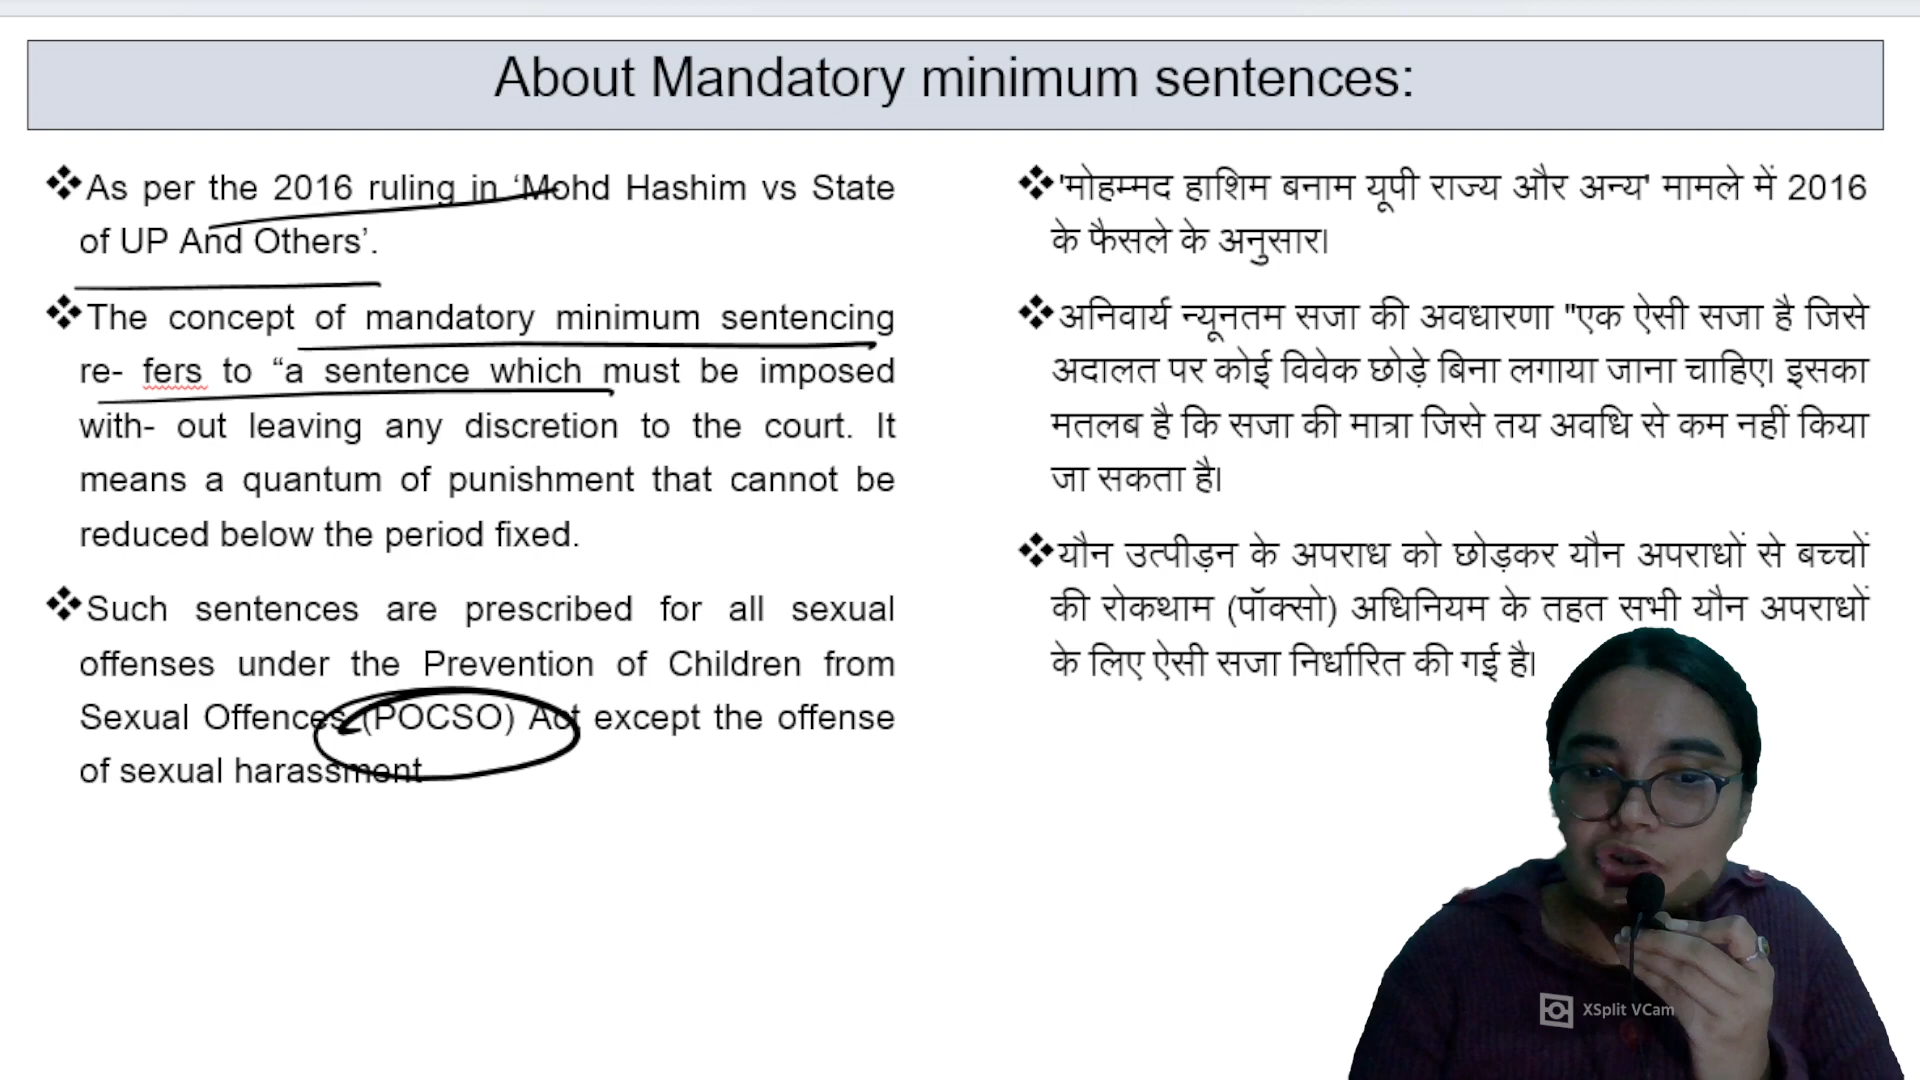 About Mandatory minimum sentences:
❖As per the 2016 ruling in ‘Mohd Hashim vs State
of UP And Others’.
❖The concept of mandatory minimum sentencing
re- fers to “a sentence which must be imposed
with- out leaving any discretion to the court. It
means a quantum of punishment that cannot be
reduced below the period fixed.
❖Such sentences are prescribed for all sexual
offenses under the Prevention of Children from
Sexual Offences (POCSO) Act except the offense
of sexual harassment
❖'मोहम्मद हाशिम बनाम यूपी राज्य और अन्य' मामले में 2016
के फैसले के अनुसार।
❖अनिवार्य न्यूनतम सजा की अवधारणा "एक ऐसी सजा है जिसे
अदालत पर कोई विवेक छोड़े बिना लगाया जाना चाहिए। इसका
मतलब है कि सजा की मात्रा जिसे तय अवधि से कम नहीं किया
जा सकता है।
❖यौन उत्पीड़न के अपराध को छोड़कर यौन अपराधों से बच्चों
की रोकथाम (पॉक्सो) अधिनियम के तहत सभी यौन अपराधों
के लिए ऐसी सजा निर्धारित की गई है।
XSplit VCam